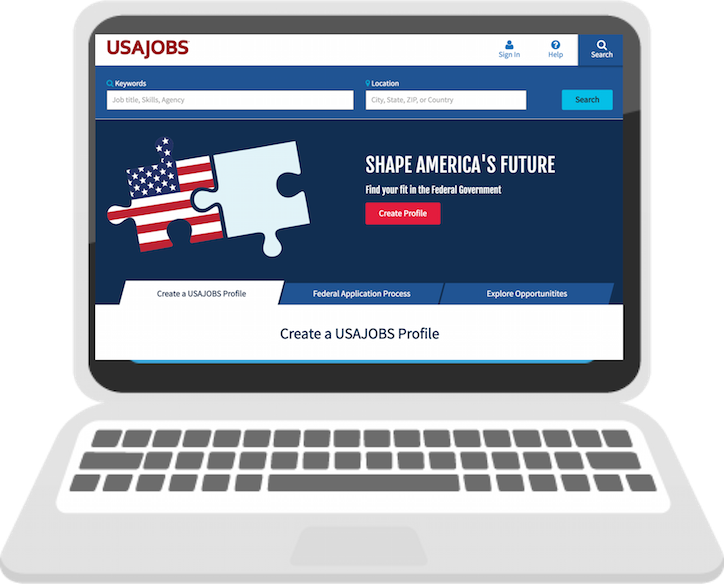 USAJOBS
Sign In
Help
Search
Keywords
Location
Job title, Skills, Agency
City, State, ZIP, or Country
Search
SHAPE AMERICA'S FUTURE
Find your fit in the Federal Government
Create Profile
Create a USAJOBS Profile
Federal Application Process
Explore Opportunitites
Create a USAJOBS Profile